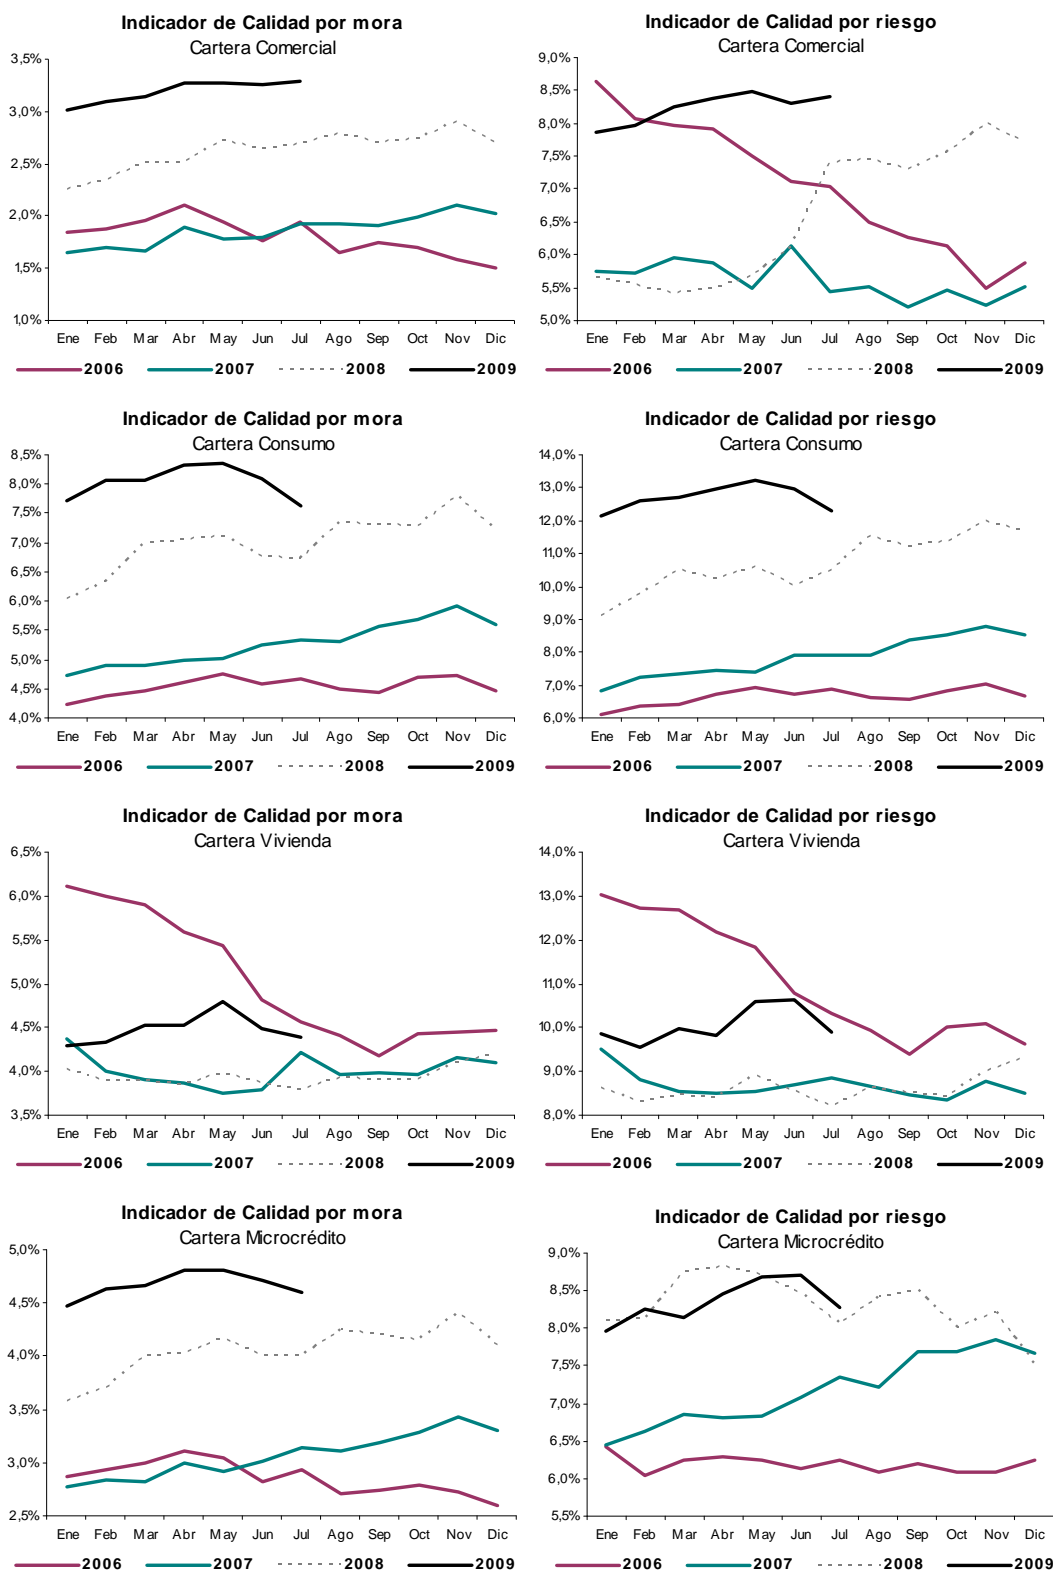 Indicador de Calidad por mora
Cartera Comercial
3,5%
3,0%
2,5%
2,0%
1,5%
1,0%
Ene Feb Mar Abr May Jun Jul Ago Sep Oct Nov Dic
2006 2007 2008 2009
Indicador de Calidad por riesgo
Cartera Comercial
9,0%
8,5%
8,0%
7,5%
7,0%
6,5%
6,0%
5,5%
5,0%
Ene Feb Mar Abr May Jun Jul Ago Sep Oct Nov Dic
2006 2007 2008 2009
Indicador de Calidad por mora
Cartera Consumo
8,5%
8,0%
7,5%
7,0%
6,5%
6,0%
5,5%
5,0%
4,5%
4,0%
Ene Feb Mar Abr May Jun Jul Ago Sep Oct Nov Dic
2006 2007 2008 2009
Indicador de Calidad por riesgo
Cartera Consumo
14,0%
13,0%
12,0%
11,0%
10,0%
9,0%
8,0%
7,0%
6,0%
Ene Feb Mar Abr May Jun Jul Ago Sep Oct Nov Dic
2006 2007 2008 2009
Indicador de Calidad por mora
Cartera Vivienda
6,5%
6,0%
5,5%
5,0%
4,5%
4,0%
3,5%
Ene Feb Mar Abr May Jun Jul Ago Sep Oct Nov Dic
2006 2007 2008 2009
Indicador de Calidad por riesgo
Cartera Vivienda
14,0%
13,0%
12,0%
11,0%
10,0%
9,0%
8,0%
Ene Feb Mar Abr May Jun Jul Ago Sep Oct Nov Dic
2006 2007 2008 2009
Indicador de Calidad por mora
Cartera Microcrédito
5,0%
4,5%
4,0%
3,5%
3,0%
2,5%
Ene Feb Mar Abr May Jun Jul Ago Sep Oct Nov Dic
2006 2007 2008 2009
Indicador de Calidad por riesgo
Cartera Microcrédito
9,0%
8,5%
8,0%
7,5%
7,0%
6,5%
6,0%
5,5%
Ene Feb Mar Abr May Jun Jul Ago Sep Oct Nov Dic
2006 2007 2008 2009